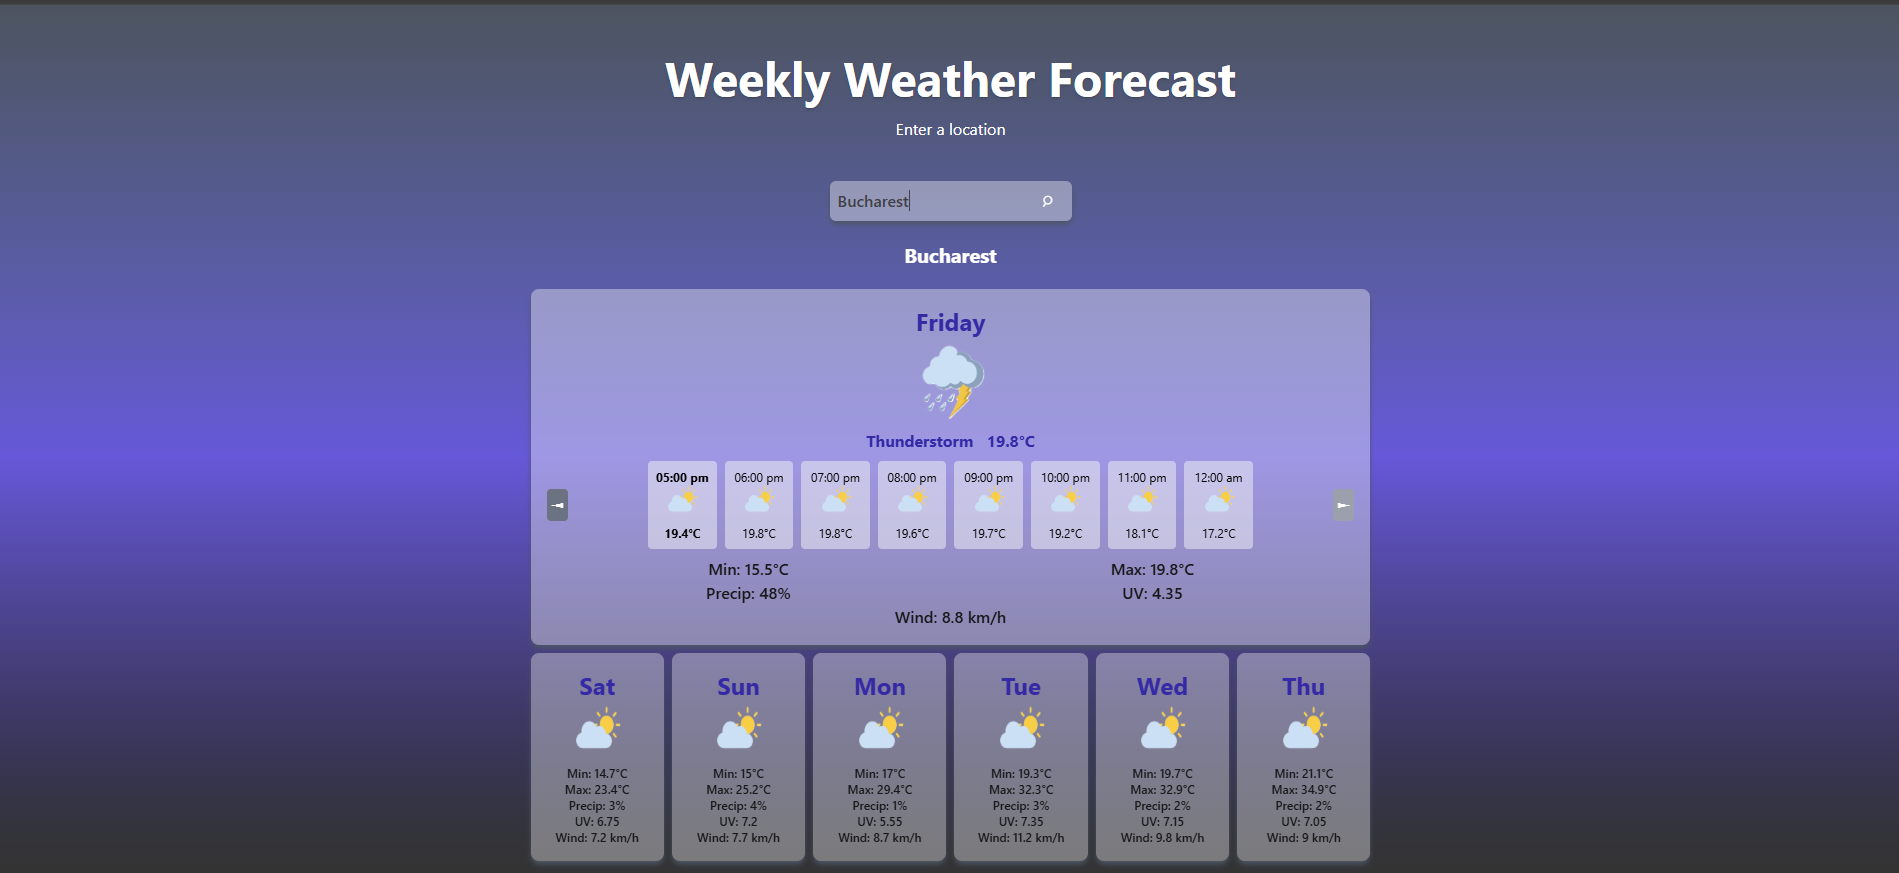 Weekly Weather Forecast
Enter a location
Bucharest
Bucharest
Friday
Thunderstorm 19.8°C
05:00 pm 06:00 pm 07:00 pm 08:00 pm 09:00 pm 10:00 pm 11:00 pm 12:00 am
19.4°C 19.8°C 19.8°C 19.6°C 19.7°C 19.2°C 18.1°C 17.2°C
Min: 15.5°C Max: 19.8°C
Precip: 48% UV: 4.35
Wind: 8.8 km/h
Sat Sun Mon Tue Wed Thu
Min: 14.7°C Min: 15°C Min: 17°C Min: 19.3°C Min: 19.7°C Min: 21.1°C
Max: 23.4°C Max: 25.2°C Max: 29.4°C Max: 32.3°C Max: 32.9°C Max: 34.9°C
Precip: 3% Precip: 4% Precip: 1% Precip: 3% Precip: 2% Precip: 2%
UV: 6.75 UV: 7.2 UV: 5.55 UV: 7.35 UV: 7.15 UV: 7.05
Wind: 7.2 km/h Wind: 7.7 km/h Wind: 8.7 km/h Wind: 11.2 km/h Wind: 9.8 km/h Wind: 9 km/h